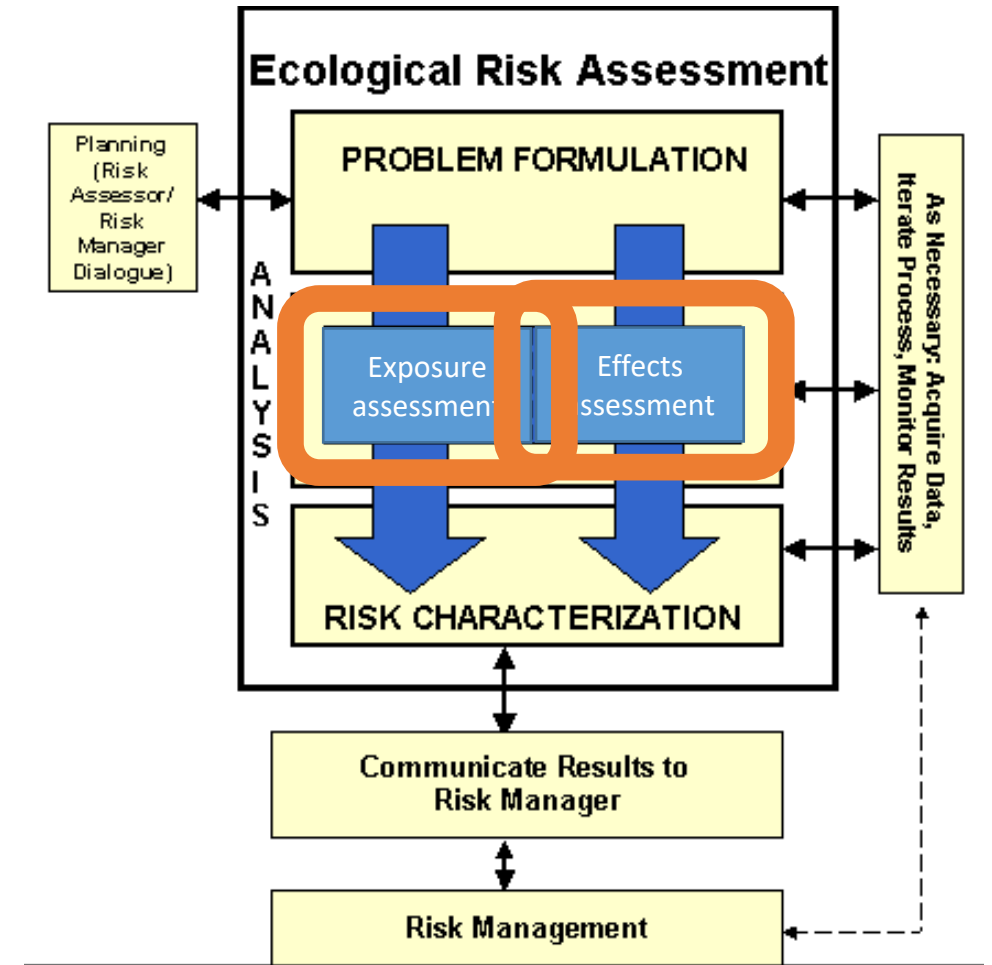 Ecological Risk Assessment
Planning
(Risk
Assessor/
Risk
Manager
Dialogue)
PROBLEM FORMULATION
As Necessary: Acquire Data,
Iterate Process, Monitor Results
ANALYSIS
Exposure
assessment
Effects
ssessment
RISK CHARACTERIZATION
Communicate Results to
Risk Manager
Risk Management